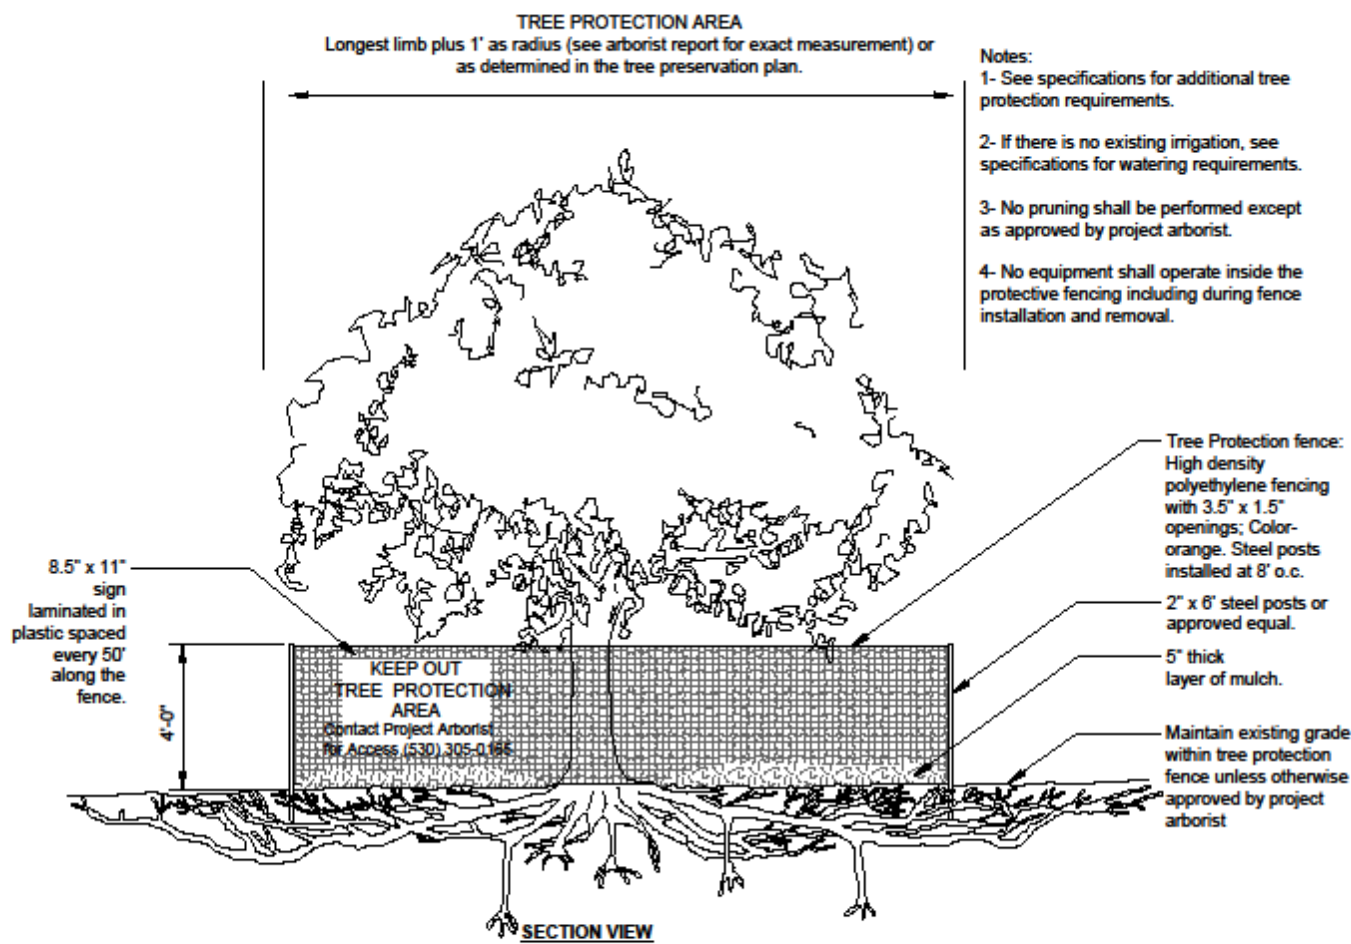 TREE PROTECTION AREA
Longest limb plus 1' as radius (see arborist report for exact measurement) or
as determined in the tree preservation plan.
Notes:
1- See specifications for additional tree
protection requirements.
2- If there is no existing irrigation, see
specifications for watering requirements.
3- No pruning shall be performed except
as approved by project arborist.
4- No equipment shall operate inside the
protective fencing including during fence
installation and removal.
Tree Protection fence:
High density
polyethylene fencing
with 3.5" x 1.5"
openings; Color-
orange. Steel posts
installed at 8' o.c.
2" x 6' steel posts or
approved equal.
5" thick
layer of mulch.
Maintain existing grade
within tree protection
fence unless otherwise
approved by project
arborist
8.5" x 11"
sign
laminated in
plastic spaced
every 50'
along the
fence.
4'-0"
KEEP OUT
TREE PROTECTION
AREA
Contact Project Arborist
for Access (530) 305-0165
SECTION VIEW